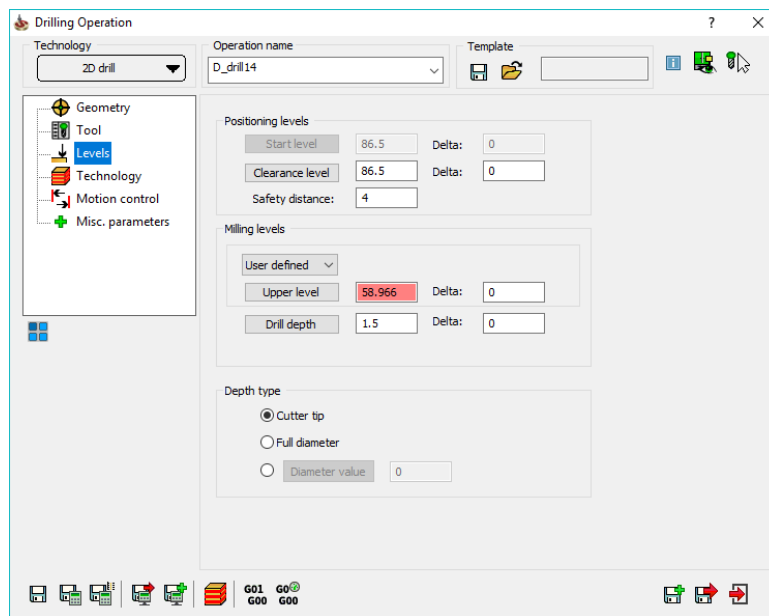 Drilling Operation
?
Technology
Operation name
Template
2D drill
D_drill14
Geometry
Tool
Levels
Technology
Motion control
Misc. parameters
Positioning levels
Start level 86.5 Delta: 0
Clearance level 86.5 Delta: 0
Safety distance: 4
Milling levels
User defined
Upper level 58.966 Delta: 0
Drill depth 1.5 Delta: 0
Depth type
Cutter tip
Full diameter
Diameter value 0
G01 G0
G00 G00